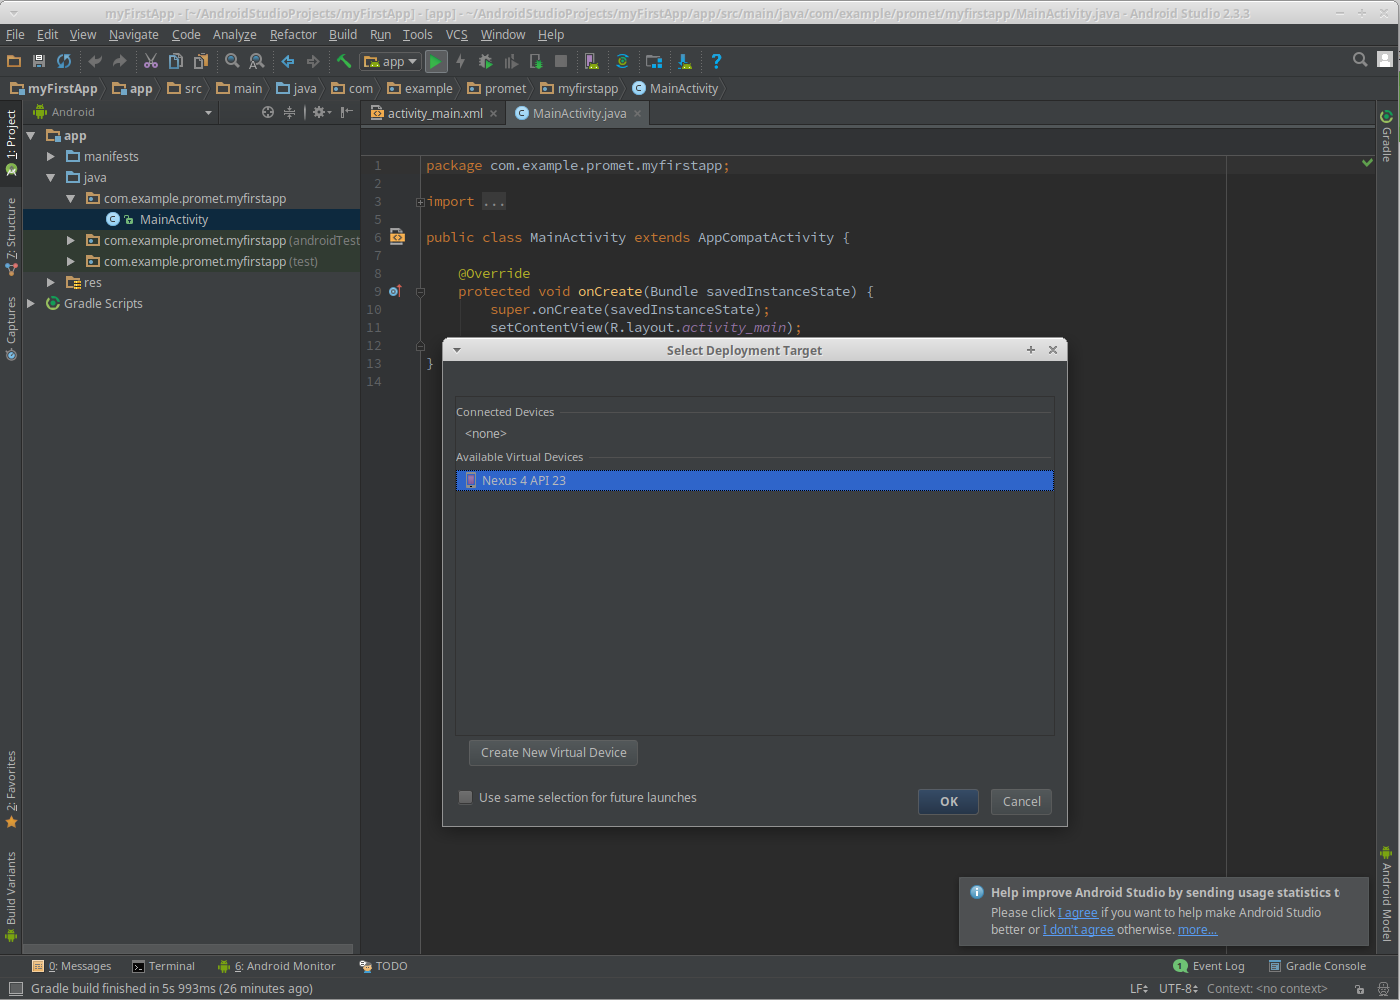 myFirstApp - [~/AndroidStudioProjects/myFirstApp] - [app] - ~/AndroidStudioProjects/myFirstApp/app/src/main/java/com/example/promet/myfirstapp/MainActivity.java - Android Studio 2.3.3
File Edit View Navigate Code Analyze Refactor Build Run Tools VCS Window Help
app
myFirstApp app src main java com example promet myfirstapp MainActivity
1: Project
Z: Structure
Captures
2: Favorites
Build Variants
Android
app
manifests
java
com.example.promet.myfirstapp
MainActivity
com.example.promet.myfirstapp (androidTest
com.example.promet.myfirstapp (test)
res
Gradle Scripts
activity_main.xml MainActivity.java
1 package com.example.promet.myfirstapp;
2
3 import ...
5
6 public class MainActivity extends AppCompatActivity {
7
8 @Override
9 protected void onCreate(Bundle savedInstanceState) {
10 super.onCreate(savedInstanceState);
11 setContentView(R.layout.activity_main);
12
13 }
14
Select Deployment Target
Connected Devices
<none>
Available Virtual Devices
Nexus 4 API 23
Create New Virtual Device
Use same selection for future launches
OK Cancel
Gradle
Android Model
Help improve Android Studio by sending usage statistics t
Please click I agree if you want to help make Android Studio
better or I don't agree otherwise. more...
0: Messages Terminal 6: Android Monitor TODO 1 Event Log Gradle Console
Gradle build finished in 5s 993ms (26 minutes ago) LF UTF-8 Context: <no context>